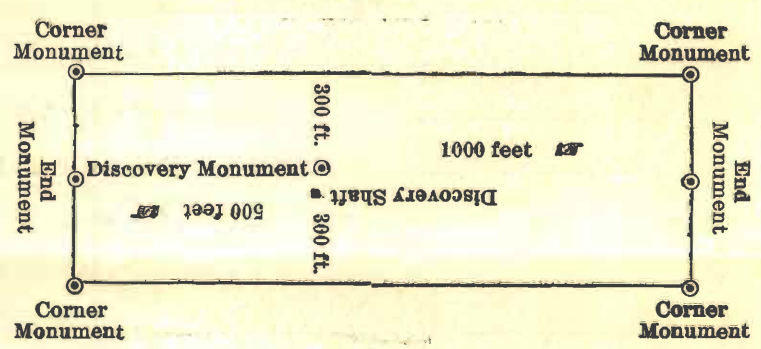 Corner
Monument
Corner
Monument
300 ft.
1000 feet
End
Monument
Discovery Monument
End
Monument
Discovery Shaft
500 feet
300 ft.
Corner
Monument
Corner
Monument